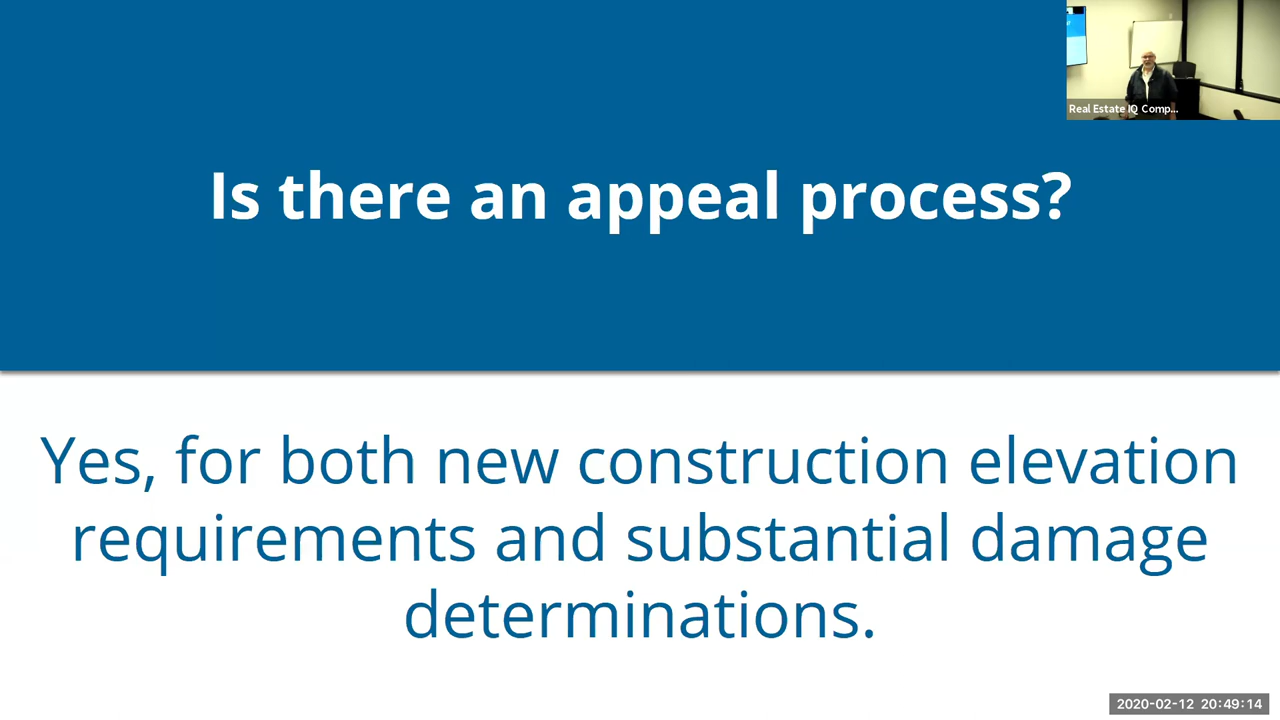 Real Estate IQ Comp...
Is there an appeal process?
Yes, for both new construction elevation
requirements and substantial damage
determinations.
2020-02-12 20:49:14